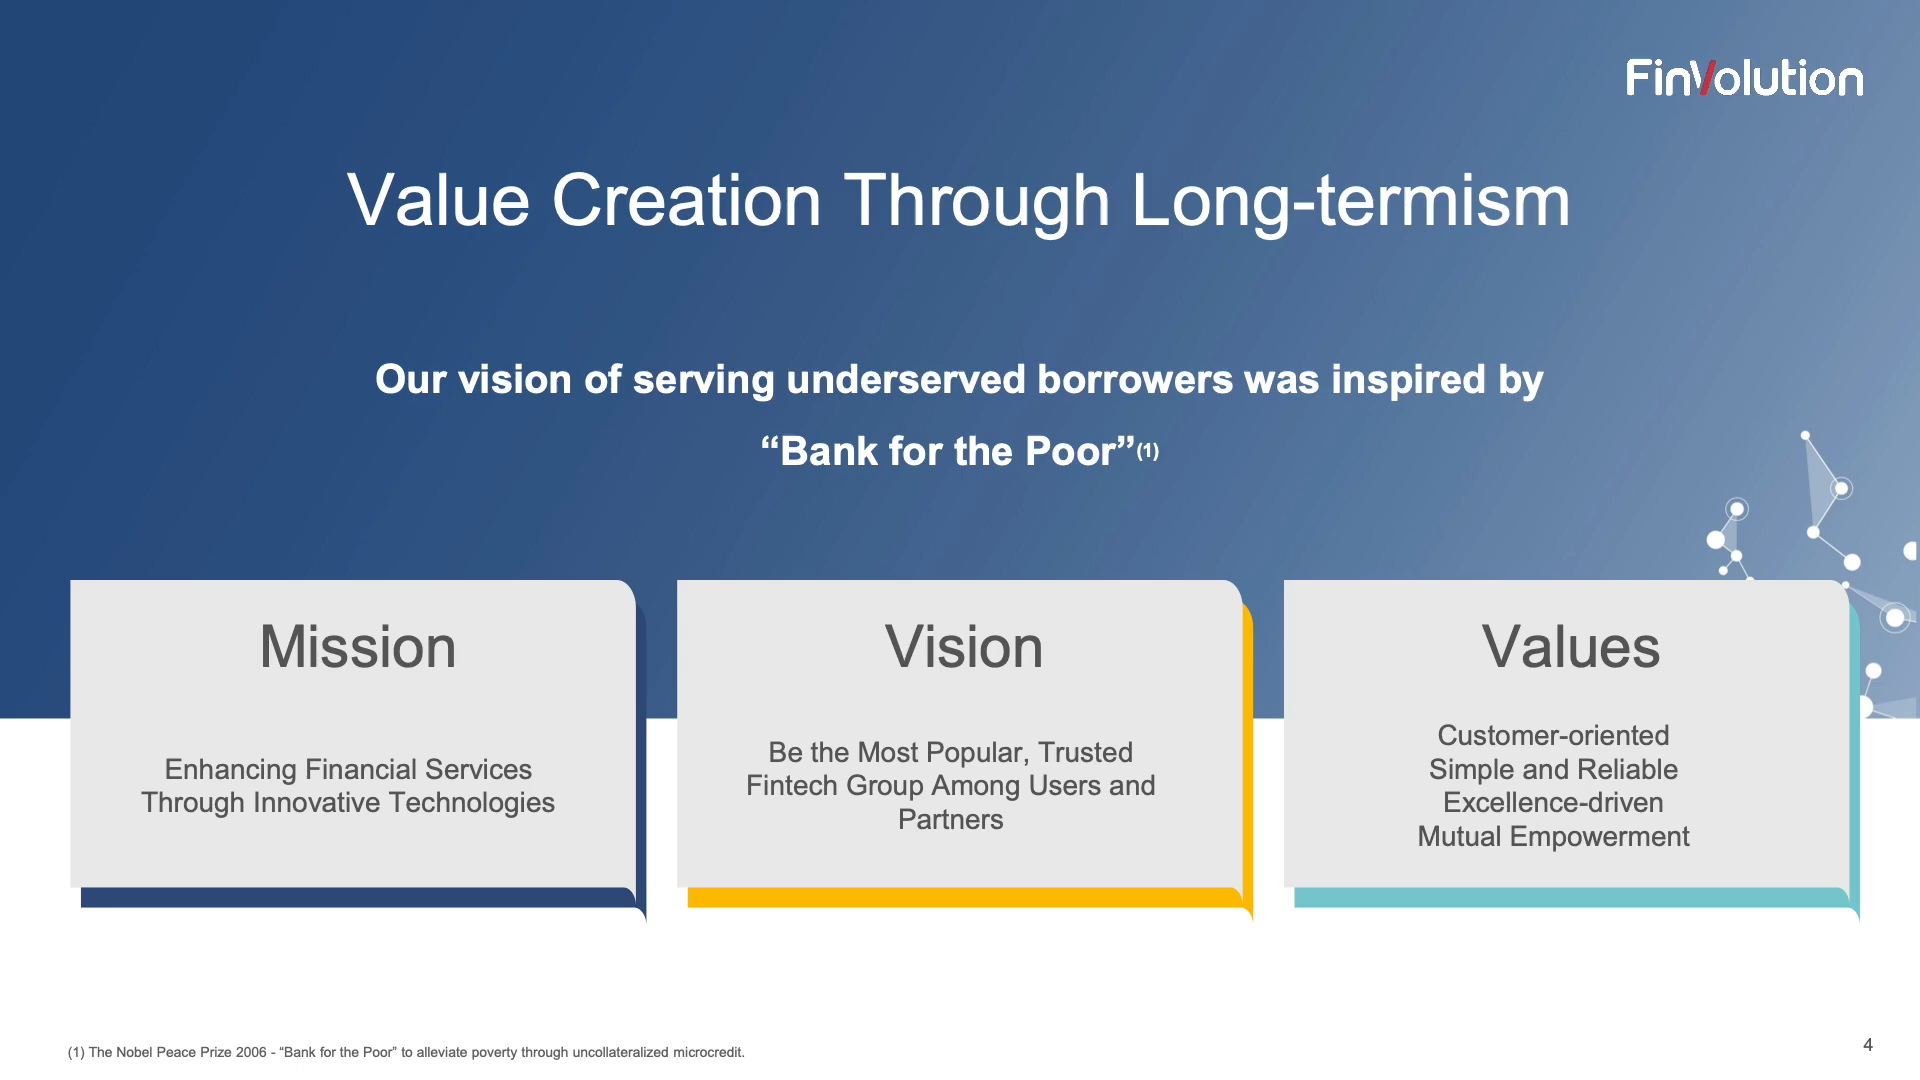 FinVolution
Value Creation Through Long-termism
Our vision of serving underserved borrowers was inspired by
“Bank for the Poor”(1)
Mission
Enhancing Financial Services
Through Innovative Technologies
Vision
Be the Most Popular, Trusted
Fintech Group Among Users and
Partners
Values
Customer-oriented
Simple and Reliable
Excellence-driven
Mutual Empowerment
(1) The Nobel Peace Prize 2006 - “Bank for the Poor” to alleviate poverty through uncollateralized microcredit.
4